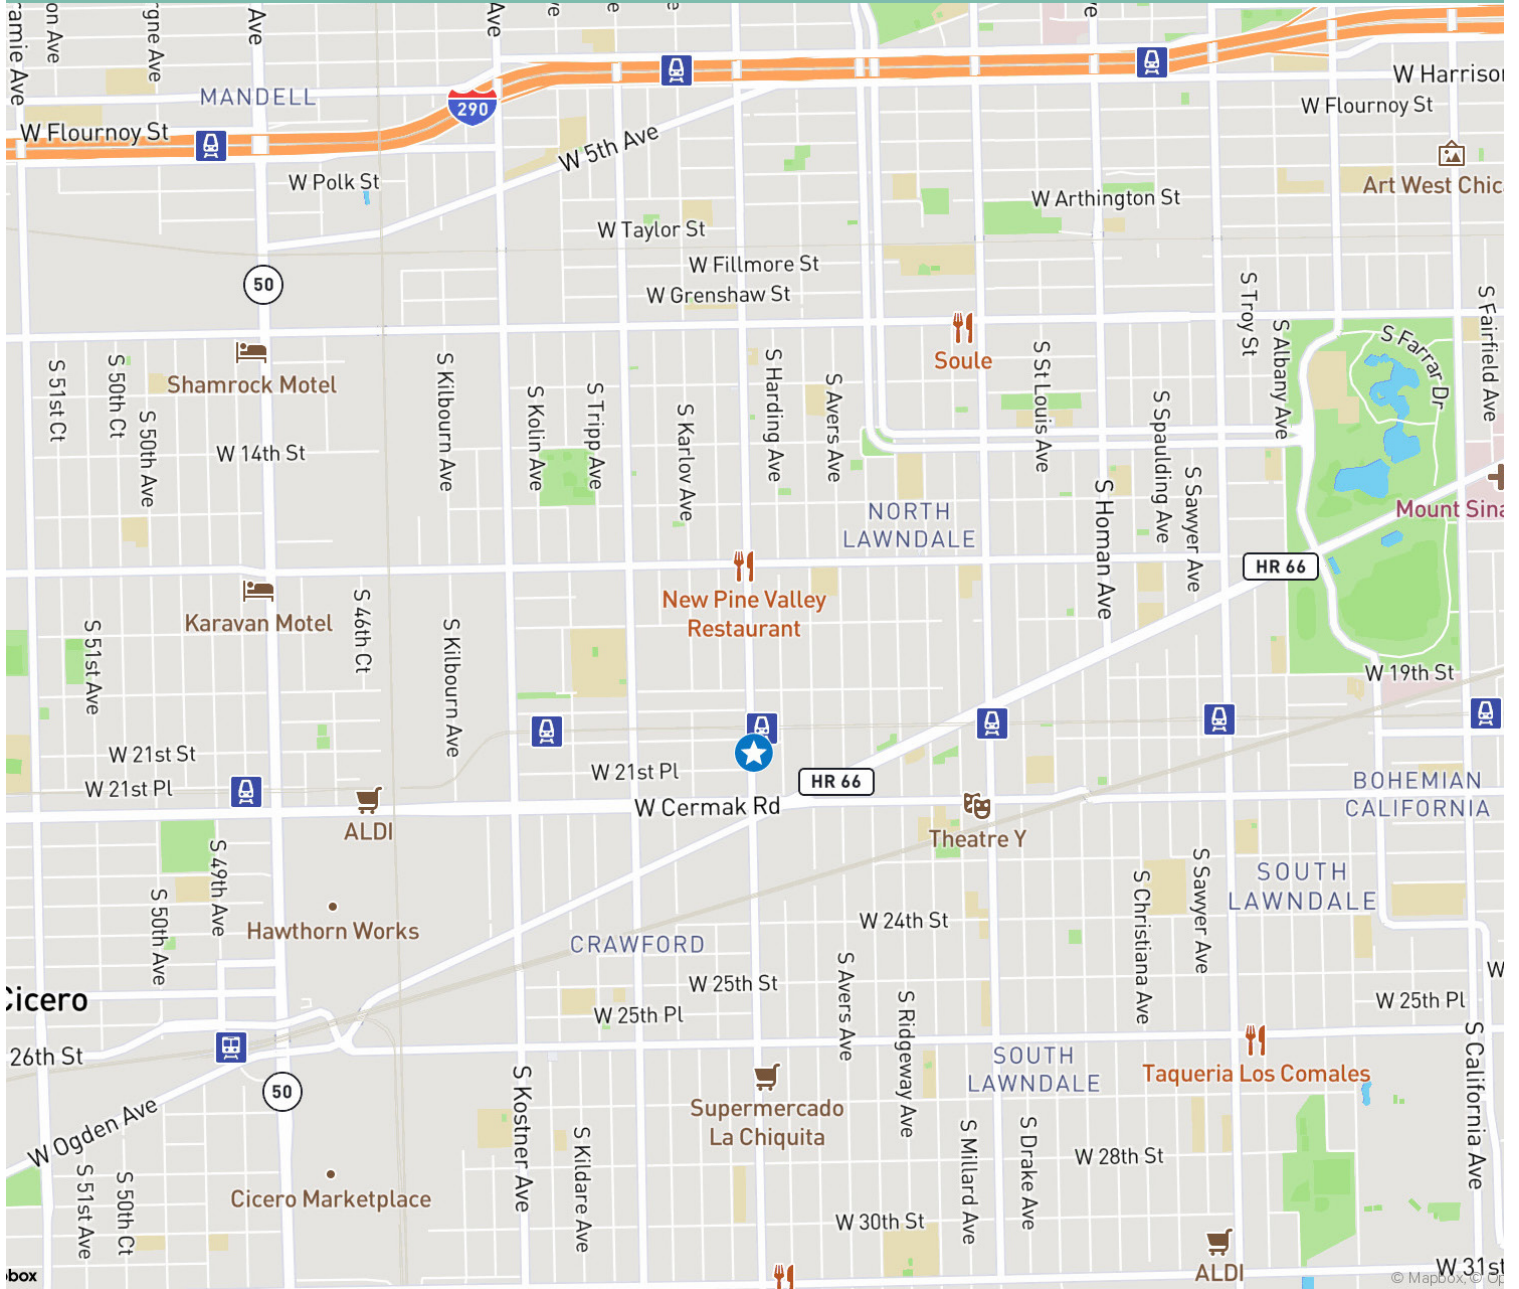 Ave
Ave
W Harrison
290
MANDELL
W Flournoy St
W Flournoy St
W 5th Ave
W Polk St
Art West Chic
W Arthington St
W Taylor St
W Fillmore St
W Grenshaw St
50
S Troy St
S Fairfield Ave
S Albany Ave
S Farrar Dr
Soule
Shamrock Motel
S 51st Ct
S 50th Ct
S 50th Ave
S Kilbourn Ave
S Kolin Ave
S Tripp Ave
S Karlov Ave
S Harding Ave
S Avers Ave
S St Louis Ave
S Spaulding Ave
S Sawyer Ave
S Homan Ave
W 14th St
NORTH
LAWNDALE
Mount Sina
HR 66
New Pine Valley
Restaurant
Karavan Motel
S 46th Ct
S 51st Ave
S Kilbourn Ave
W 19th St
W 21st St
W 21st Pl
W 21st Pl
HR 66
W Cermak Rd
BOHEMIAN
CALIFORNIA
ALDI
Theatre Y
S 49th Ave
S 50th Ave
SOUTH
LAWNDALE
S Sawyer Ave
S Christiana Ave
W 24th St
Hawthorn Works
CRAWFORD
W 25th St
S Avers Ave
S Ridgeway Ave
Cicero
W 25th Pl
W 25th Pl
26th St
SOUTH
LAWNDALE
Taqueria Los Comales
S California Ave
50
Supermercado
La Chiquita
S Kostner Ave
S Kildare Ave
W Ogden Ave
S Millard Ave
S Drake Ave
W 28th St
S 51st Ave
S 50th Ct
Cicero Marketplace
W 30th St
ALDI
W 31st
box
© Mapbox, © Op